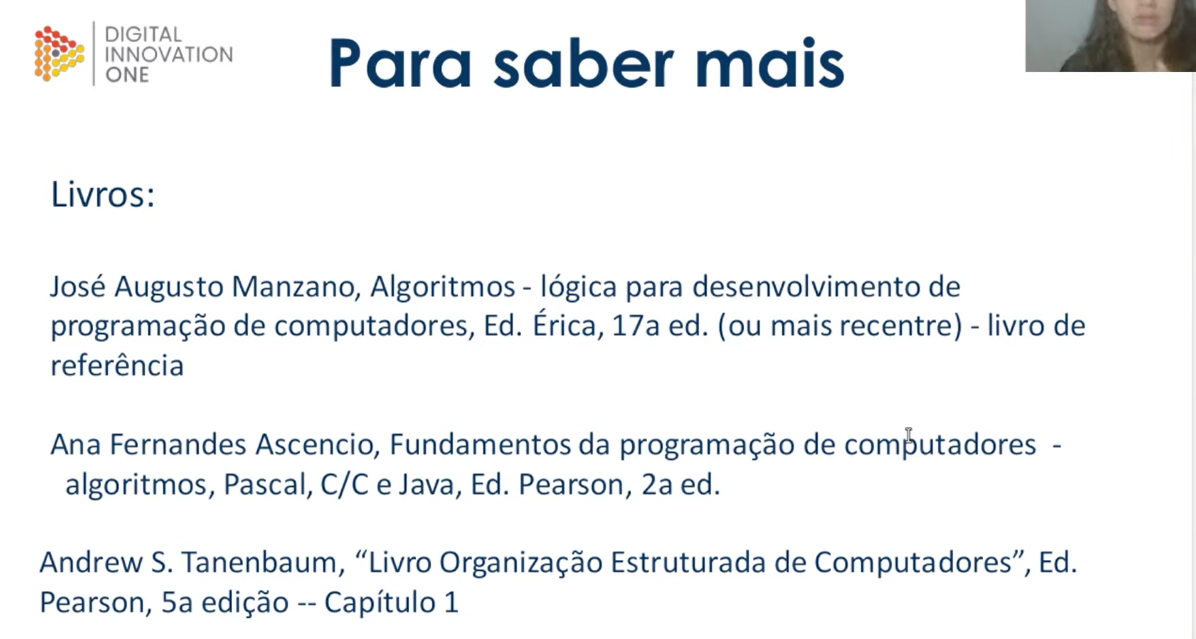 DIGITAL
INNOVATION
ONE
Para saber mais
Livros:
José Augusto Manzano, Algoritmos - lógica para desenvolvimento de
programação de computadores, Ed. Érica, 17a ed. (ou mais recentre) - livro de
referência
Ana Fernandes Ascencio, Fundamentos da programação de computadores  -
algoritmos, Pascal, C/C e Java, Ed. Pearson, 2a ed.
Andrew S. Tanenbaum, “Livro Organização Estruturada de Computadores”, Ed.
Pearson, 5a edição -- Capítulo 1